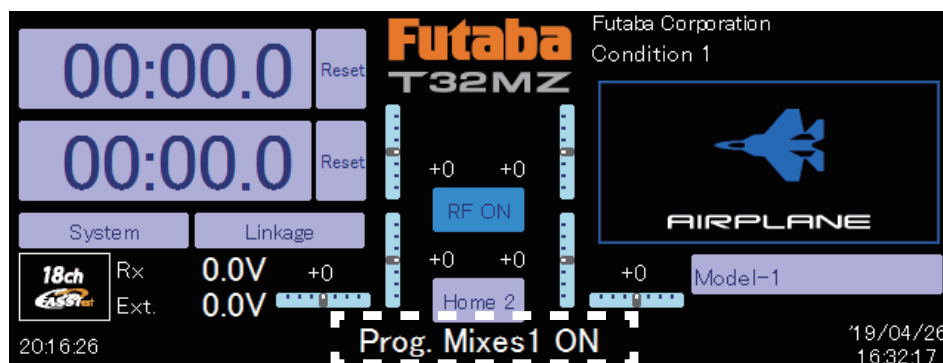 00:00.0 Reset
00:00.0 Reset
System Linkage
18ch
FASSTest
Rx 0.0V
Ext. 0.0V
+0
20:16:26
Futaba
T32MZ
+0 +0
RF ON
+0 +0
Home 2
Prog. Mixes1 ON
Futaba Corporation
Condition 1
AIRPLANE
+0
Model-1
'19/04/26
16:32:17